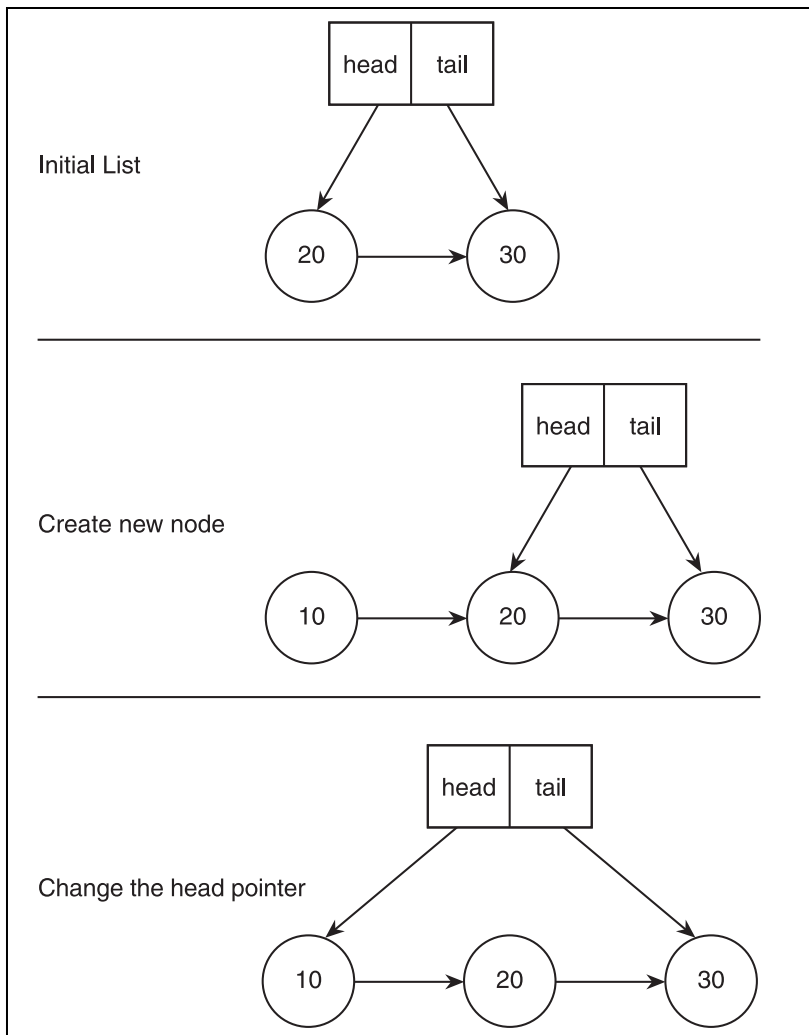 head tail
Initial List
20 30
head tail
Create new node
10 20 30
head tail
Change the head pointer
10 20 30